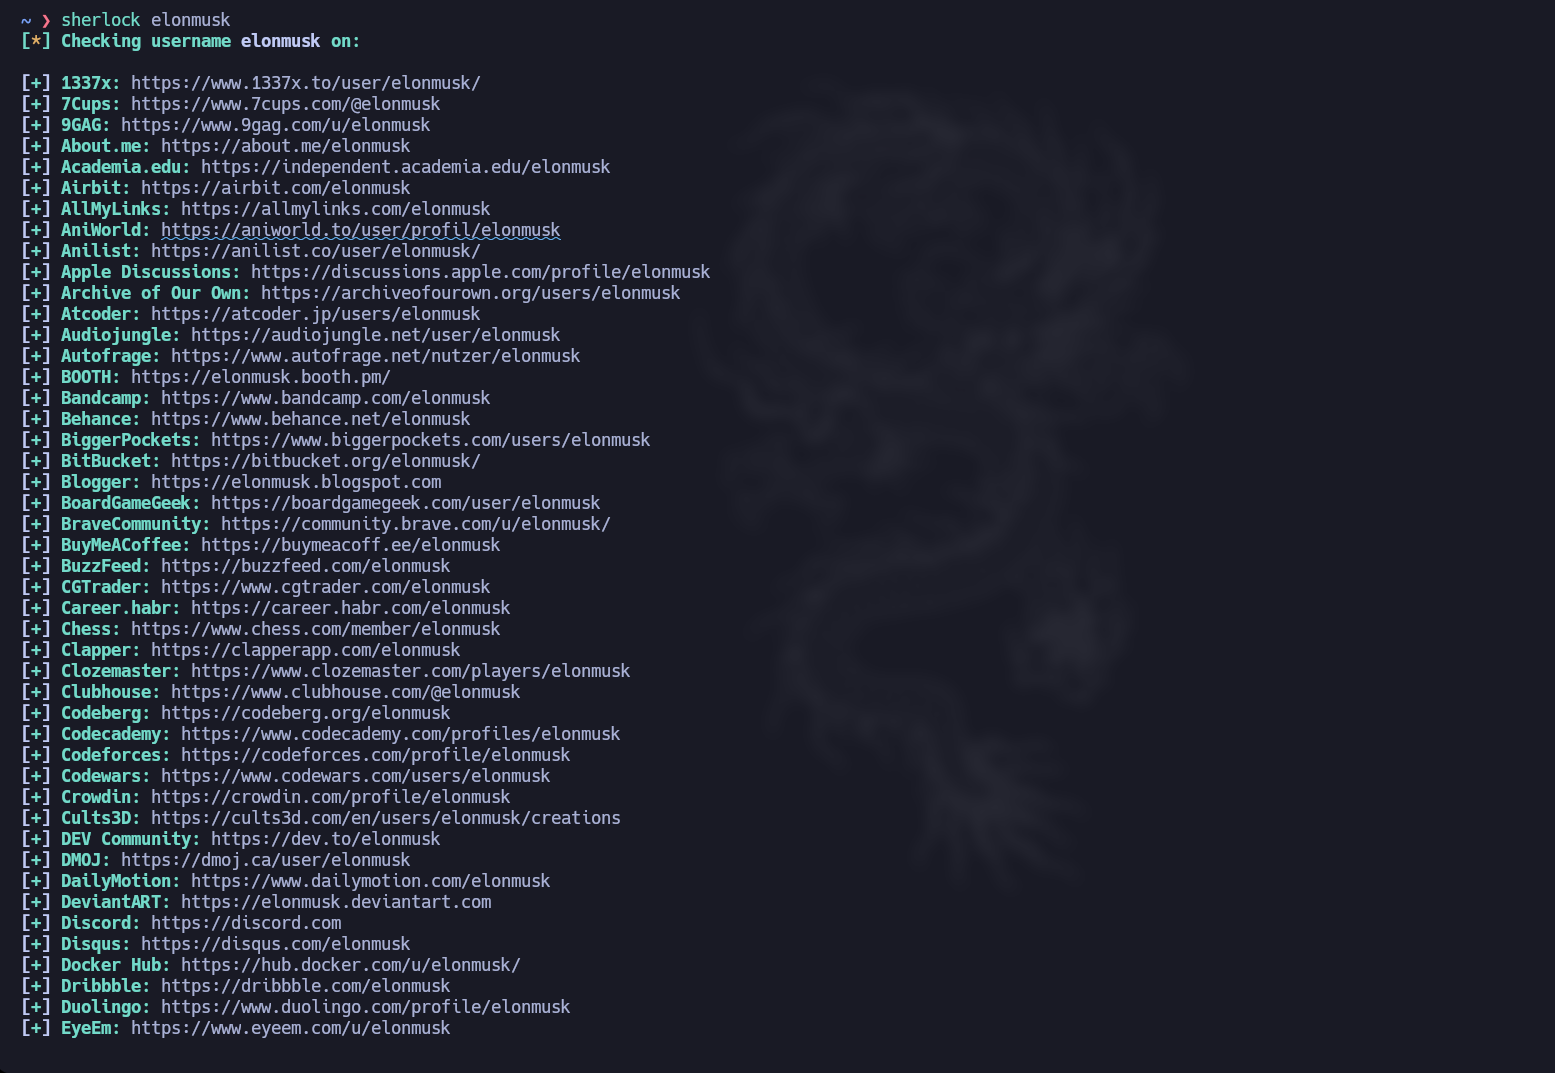 ~ ❯ sherlock elonmusk
[*] Checking username elonmusk on:
[+] 1337x: https://www.1337x.to/user/elonmusk/
[+] 7Cups: https://www.7cups.com/@elonmusk
[+] 9GAG: https://www.9gag.com/u/elonmusk
[+] About.me: https://about.me/elonmusk
[+] Academia.edu: https://independent.academia.edu/elonmusk
[+] Airbit: https://airbit.com/elonmusk
[+] AllMyLinks: https://allmylinks.com/elonmusk
[+] AniWorld: https://aniworld.to/user/profil/elonmusk
[+] Anilist: https://anilist.co/user/elonmusk/
[+] Apple Discussions: https://discussions.apple.com/profile/elonmusk
[+] Archive of Our Own: https://archiveofourown.org/users/elonmusk
[+] Atcoder: https://atcoder.jp/users/elonmusk
[+] Audiojungle: https://audiojungle.net/user/elonmusk
[+] Autofrage: https://www.autofrage.net/nutzer/elonmusk
[+] BOOTH: https://elonmusk.booth.pm/
[+] Bandcamp: https://www.bandcamp.com/elonmusk
[+] Behance: https://www.behance.net/elonmusk
[+] BiggerPockets: https://www.biggerpockets.com/users/elonmusk
[+] BitBucket: https://bitbucket.org/elonmusk/
[+] Blogger: https://elonmusk.blogspot.com
[+] BoardGameGeek: https://boardgamegeek.com/user/elonmusk
[+] BraveCommunity: https://community.brave.com/u/elonmusk/
[+] BuyMeACoffee: https://buymeacoff.ee/elonmusk
[+] BuzzFeed: https://buzzfeed.com/elonmusk
[+] CGTrader: https://www.cgtrader.com/elonmusk
[+] Career.habr: https://career.habr.com/elonmusk
[+] Chess: https://www.chess.com/member/elonmusk
[+] Clapper: https://clapperapp.com/elonmusk
[+] Clozemaster: https://www.clozemaster.com/players/elonmusk
[+] Clubhouse: https://www.clubhouse.com/@elonmusk
[+] Codeberg: https://codeberg.org/elonmusk
[+] Codecademy: https://www.codecademy.com/profiles/elonmusk
[+] Codeforces: https://codeforces.com/profile/elonmusk
[+] Codewars: https://www.codewars.com/users/elonmusk
[+] Crowdin: https://crowdin.com/profile/elonmusk
[+] Cults3D: https://cults3d.com/en/users/elonmusk/creations
[+] DEV Community: https://dev.to/elonmusk
[+] DMOJ: https://dmoj.ca/user/elonmusk
[+] DailyMotion: https://www.dailymotion.com/elonmusk
[+] DeviantART: https://elonmusk.deviantart.com
[+] Discord: https://discord.com
[+] Disqus: https://disqus.com/elonmusk
[+] Docker Hub: https://hub.docker.com/u/elonmusk/
[+] Dribbble: https://dribbble.com/elonmusk
[+] Duolingo: https://www.duolingo.com/profile/elonmusk
[+] EyeEm: https://www.eyeem.com/u/elonmusk